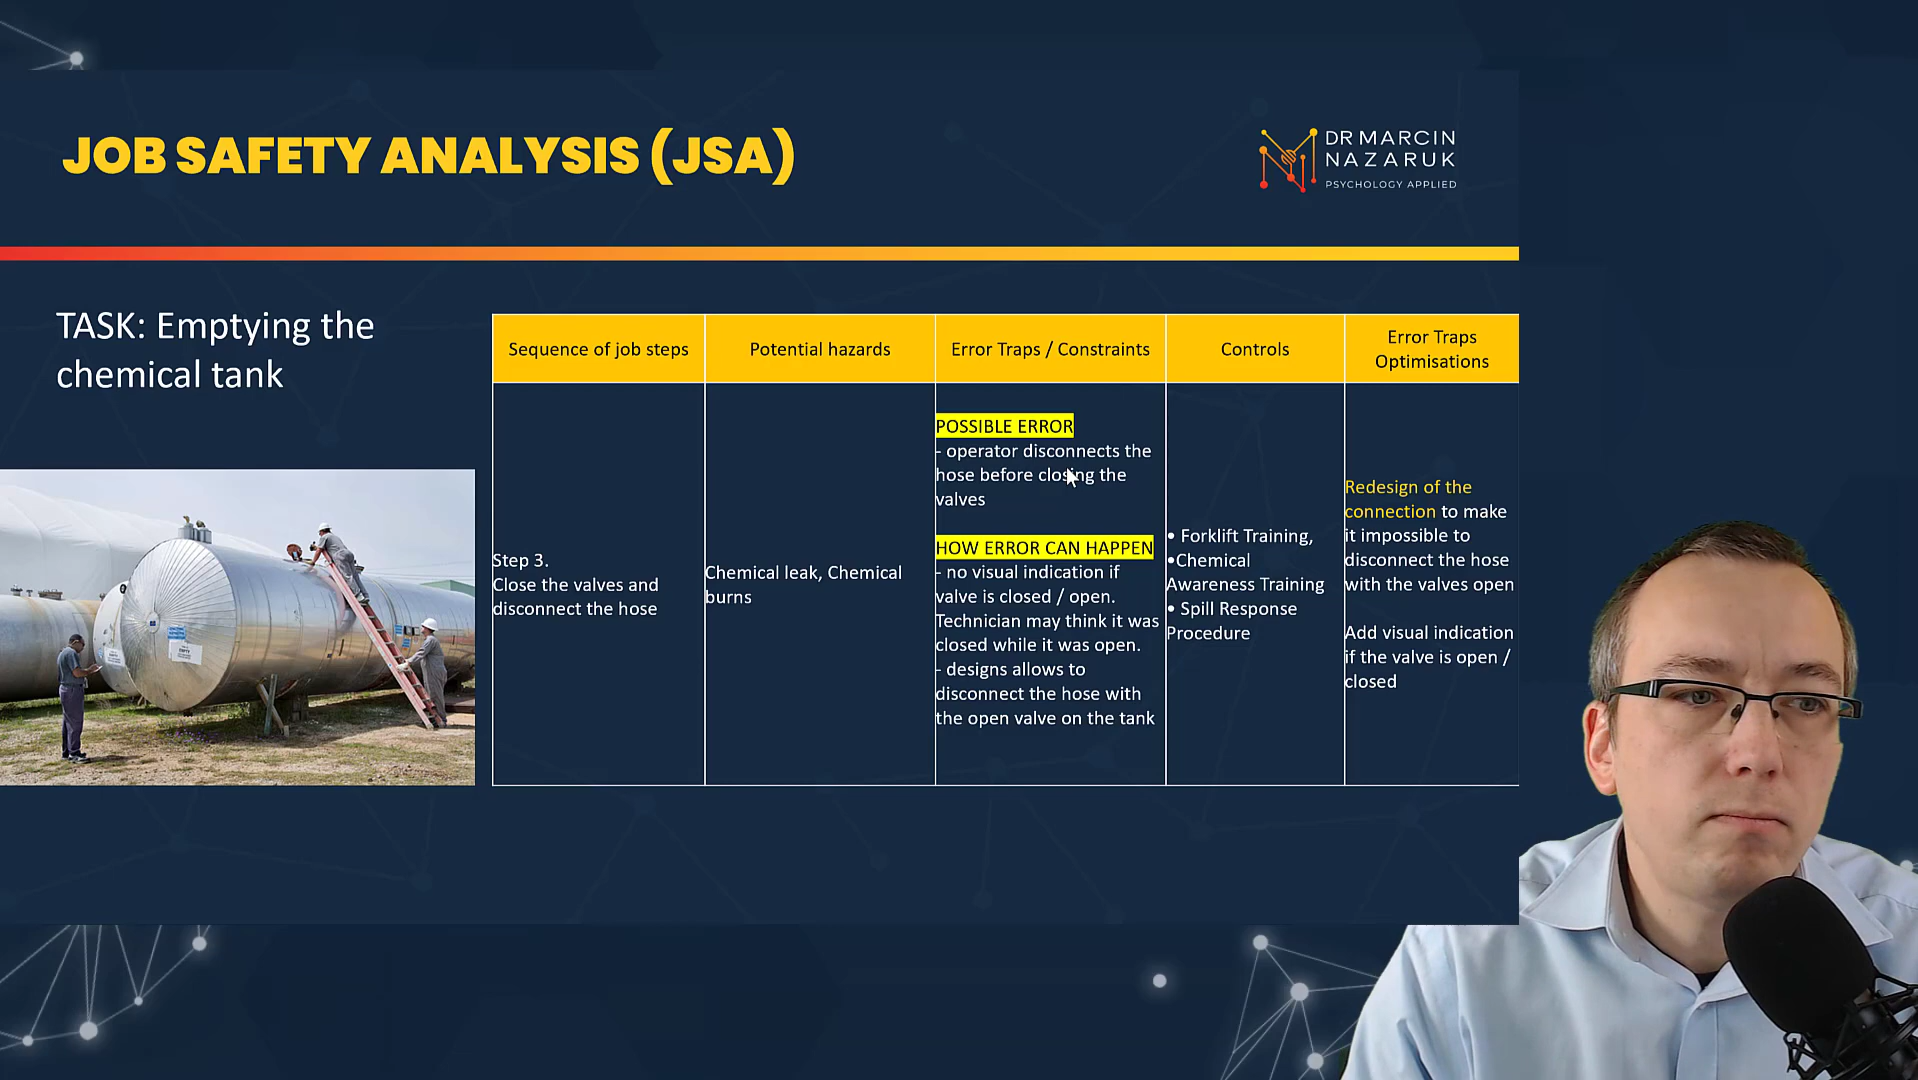 JOB SAFETY ANALYSIS (JSA)
DR MARCIN
NAZARUK
PSYCHOLOGY APPLIED
TASK: Emptying the
chemical tank
Sequence of job steps
Potential hazards
Error Traps / Constraints
Controls
Error Traps
Optimisations
Step 3.
Close the valves and
disconnect the hose
Chemical leak, Chemical
burns
POSSIBLE ERROR
- operator disconnects the
hose before closing the
valves
HOW ERROR CAN HAPPEN
- no visual indication if
valve is closed / open.
Technician may think it was
closed while it was open.
- designs allows to
disconnect the hose with
the open valve on the tank
• Forklift Training,
•Chemical
Awareness Training
• Spill Response
Procedure
Redesign of the
connection to make
it impossible to
disconnect the hose
with the valves open
Add visual indication
if the valve is open /
closed